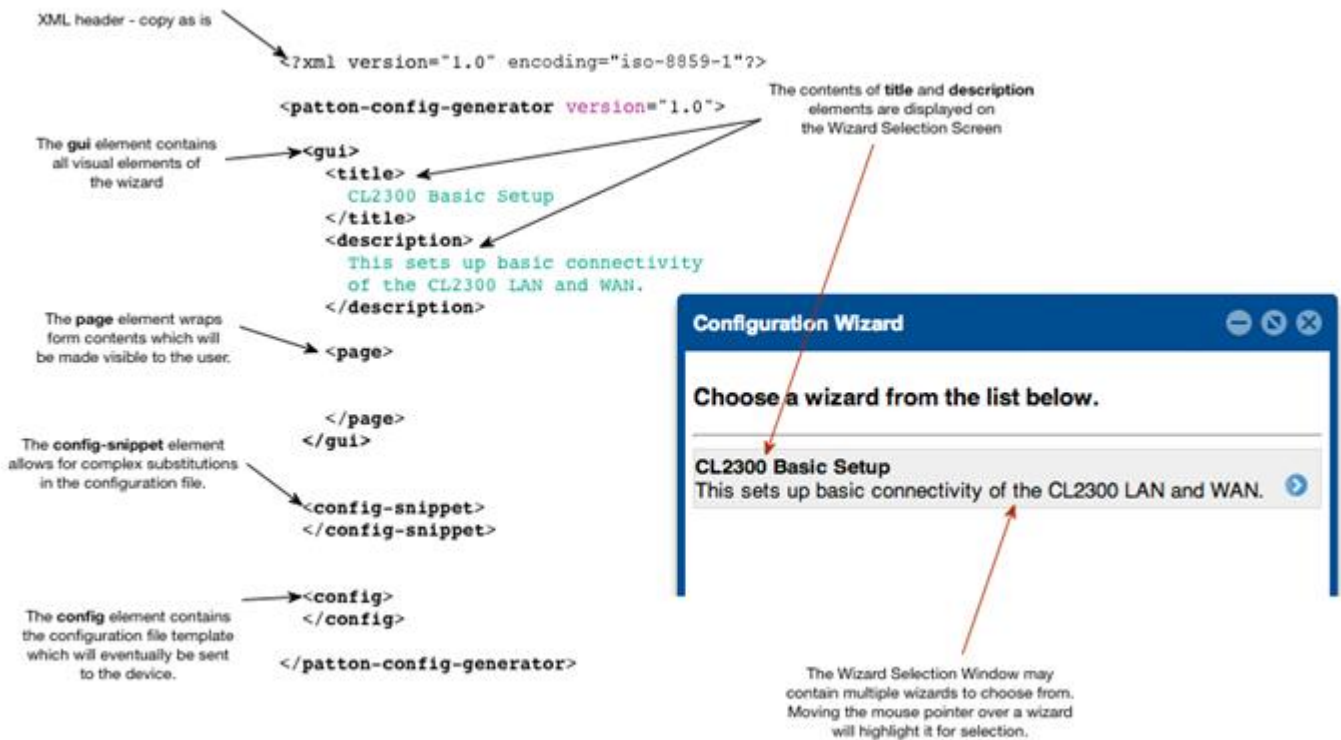 XML header - copy as is
<?xml version="1.0" encoding="iso-8859-1"?>
<patton-config-generator version="1.0">
The contents of title and description
elements are displayed on
the Wizard Selection Screen
The gui element contains
all visual elements of
the wizard
<gui>
<title>
CL2300 Basic Setup
</title>
<description>
This sets up basic connectivity
of the CL2300 LAN and WAN.
</description>
The page element wraps
form contents which will
be made visible to the user.
<page>
</page>
</gui>
The config-snippet element
allows for complex substitutions
in the configuration file.
<config-snippet>
</config-snippet>
The config element contains
the configuration file template
which will eventually be sent
to the device.
<config>
</config>
</patton-config-generator>
Configuration Wizard
Choose a wizard from the list below.
CL2300 Basic Setup
This sets up basic connectivity of the CL2300 LAN and WAN.
The Wizard Selection Window may
contain multiple wizards to choose from.
Moving the mouse pointer over a wizard
will highlight it for selection.